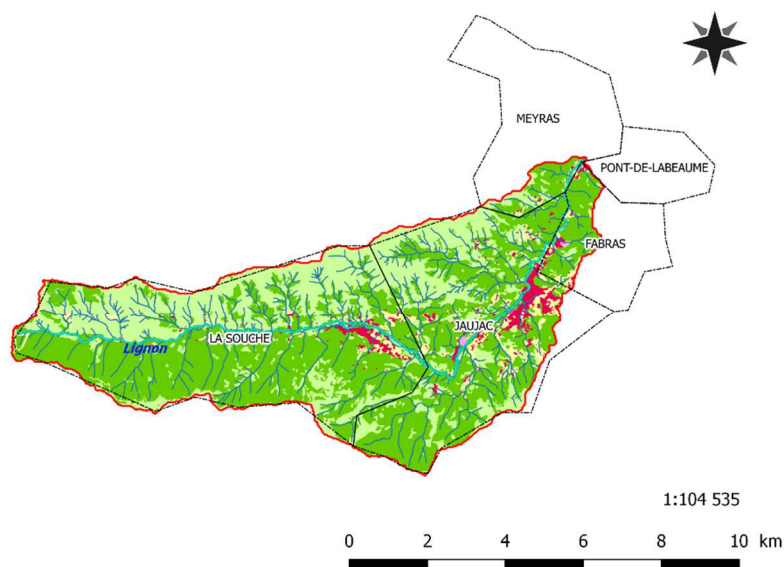 MEYRAS
PONT-DE-LABEAUME
FABRAS
JAUJAC
LA SOUCHE
Lignon
1:104 535
0 2 4 6 8 10 km